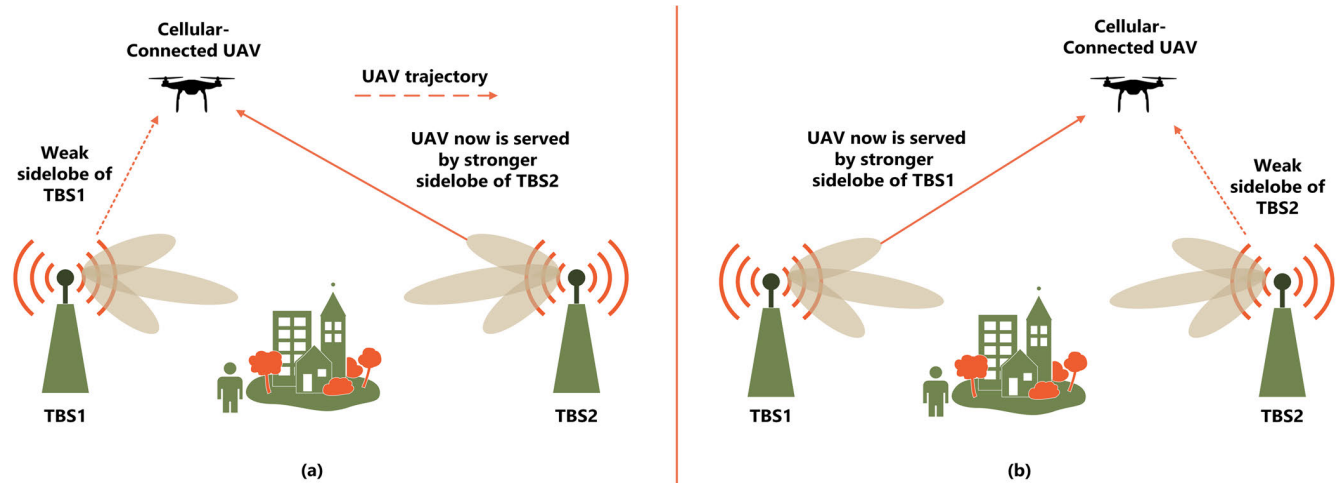 Cellular-
Connected UAV
UAV trajectory
Weak
sidelobe of
TBS1
UAV now is served
by stronger
sidelobe of TBS2
TBS1
TBS2
(a)
Cellular-
Connected UAV
UAV now is served
by stronger
sidelobe of TBS1
Weak
sidelobe of
TBS2
TBS1
TBS2
(b)